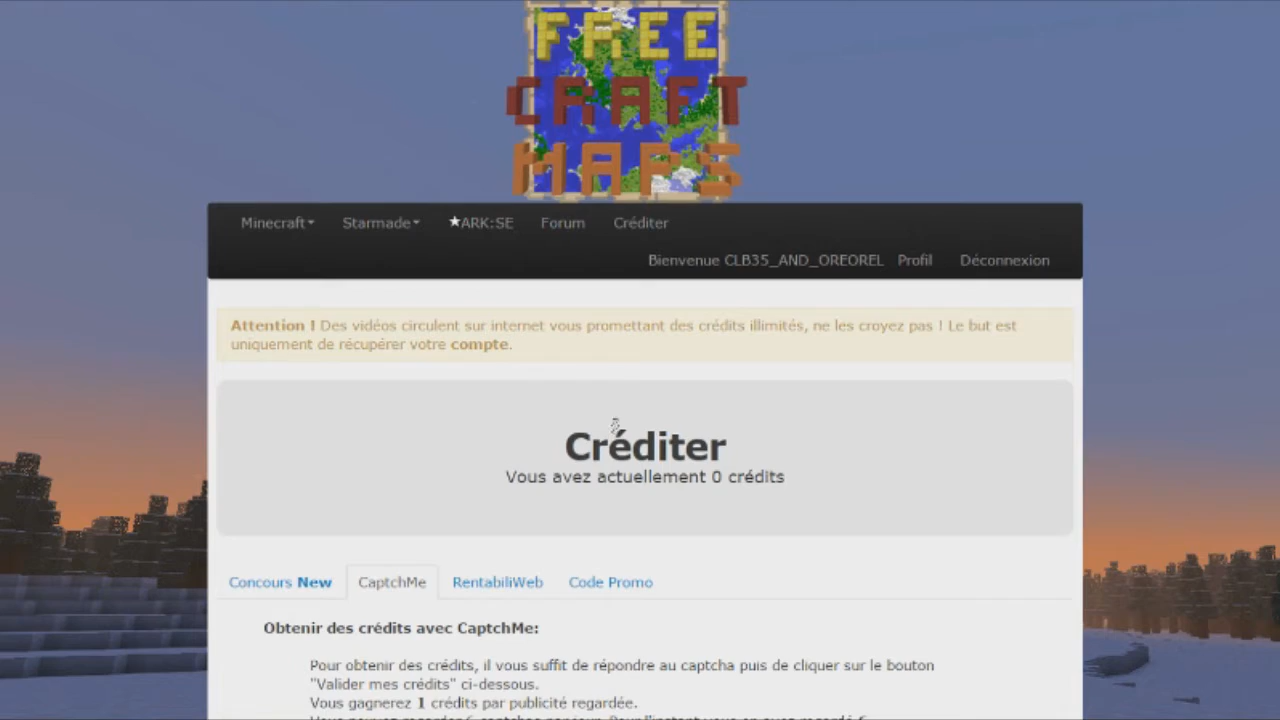 FREE
CRAFT
MAPS
Minecraft Starmade ★ARK:SE Forum Créditer
Bienvenue CLB35_AND_OREOREL Profil Déconnexion
Attention ! Des vidéos circulent sur internet vous promettant des crédits illimités, ne les croyez pas ! Le but est
uniquement de récupérer votre compte.
Créditer
Vous avez actuellement 0 crédits
Concours New CaptchMe RentabiliWeb Code Promo
Obtenir des crédits avec CaptchMe:
Pour obtenir des crédits, il vous suffit de répondre au captcha puis de cliquer sur le bouton
"Valider mes crédits" ci-dessous.
Vous gagnerez 1 crédits par publicité regardée.